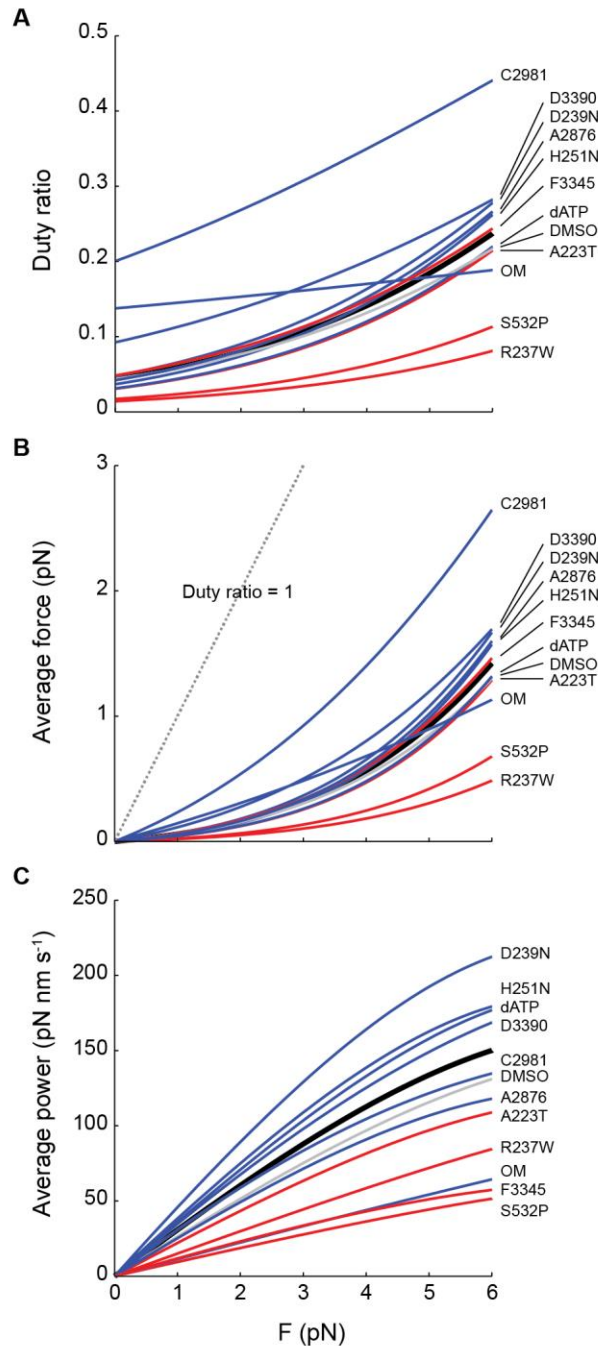 A
0.5
0.4
0.3
0.2
0.1
0
Duty ratio
C2981
D3390
D239N
A2876
H251N
F3345
dATP
DMSO
A223T
OM
S532P
R237W
B
3
2
1
0
Average force (pN)
Duty ratio = 1
C2981
D3390
D239N
A2876
H251N
F3345
dATP
DMSO
A223T
OM
S532P
R237W
C
250
200
150
100
50
0
Average power (pN nm s-1)
D239N
H251N
dATP
D3390
C2981
DMSO
A2876
A223T
R237W
OM
F3345
S532P
0 1 2 3 4 5 6
F (pN)